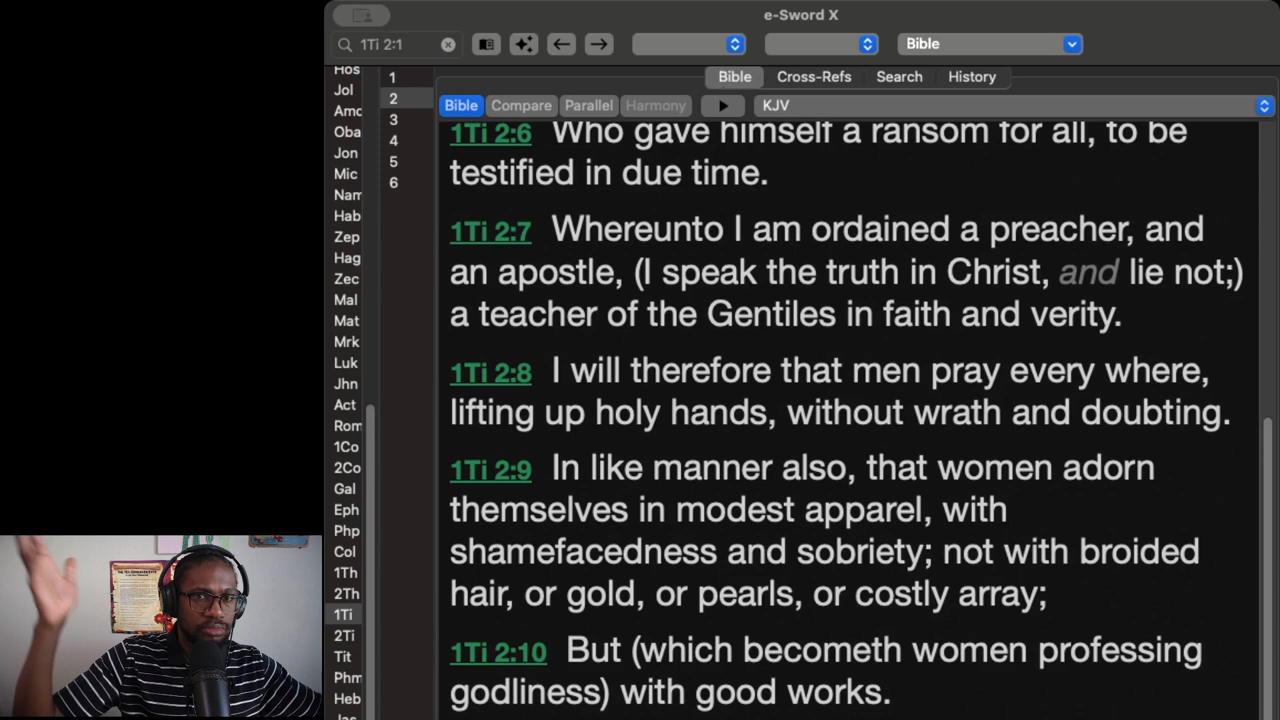 e-Sword X
1Ti 2:1
Bible
Bible Cross-Refs Search History
Bible Compare Parallel Harmony KJV
Hos
Jol
Amo
Oba
Jon
Mic
Nam
Hab
Zep
Hag
Zec
Mal
Mat
Mrk
Luk
Jhn
Act
Rom
1Co
2Co
Gal
Eph
Php
Col
1Th
2Th
1Ti
2Ti
Tit
Phm
Heb
1
2
3
4
5
6
1Ti 2:6 Who gave himself a ransom for all, to be
testified in due time.
1Ti 2:7 Whereunto I am ordained a preacher, and
an apostle, (I speak the truth in Christ, and lie not;)
a teacher of the Gentiles in faith and verity.
1Ti 2:8 I will therefore that men pray every where,
lifting up holy hands, without wrath and doubting.
1Ti 2:9 In like manner also, that women adorn
themselves in modest apparel, with
shamefacedness and sobriety; not with broided
hair, or gold, or pearls, or costly array;
1Ti 2:10 But (which becometh women professing
godliness) with good works.